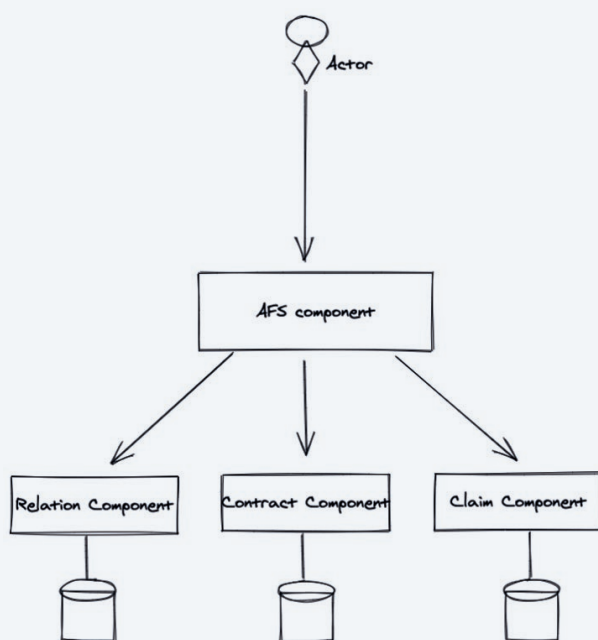 Actor
AFS component
Relation Component
Contract Component
Claim Component